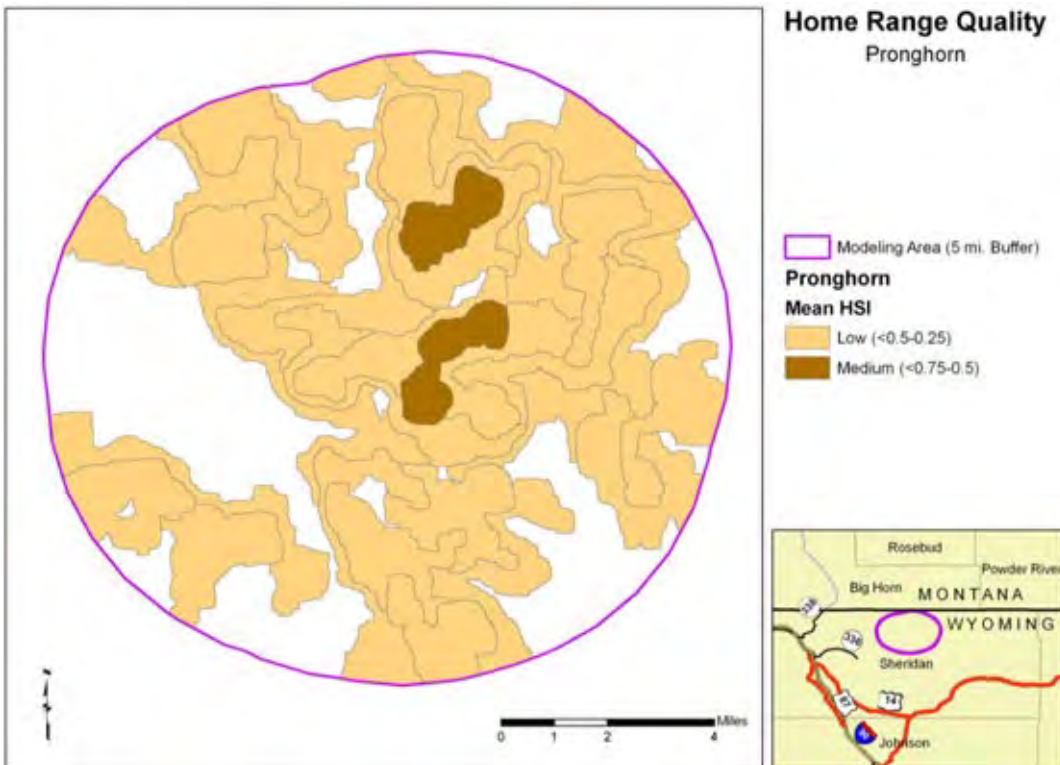 Home Range Quality
Pronghorn
Modeling Area (5 mi. Buffer)
Pronghorn
Mean HSI
Low (<0.5-0.25)
Medium (<0.75-0.5)
Miles
0 1 2 4
Rosebud
Powder River
Big Horn
MONTANA
WYOMING
338
336
Sheridan
87
14
Johnson